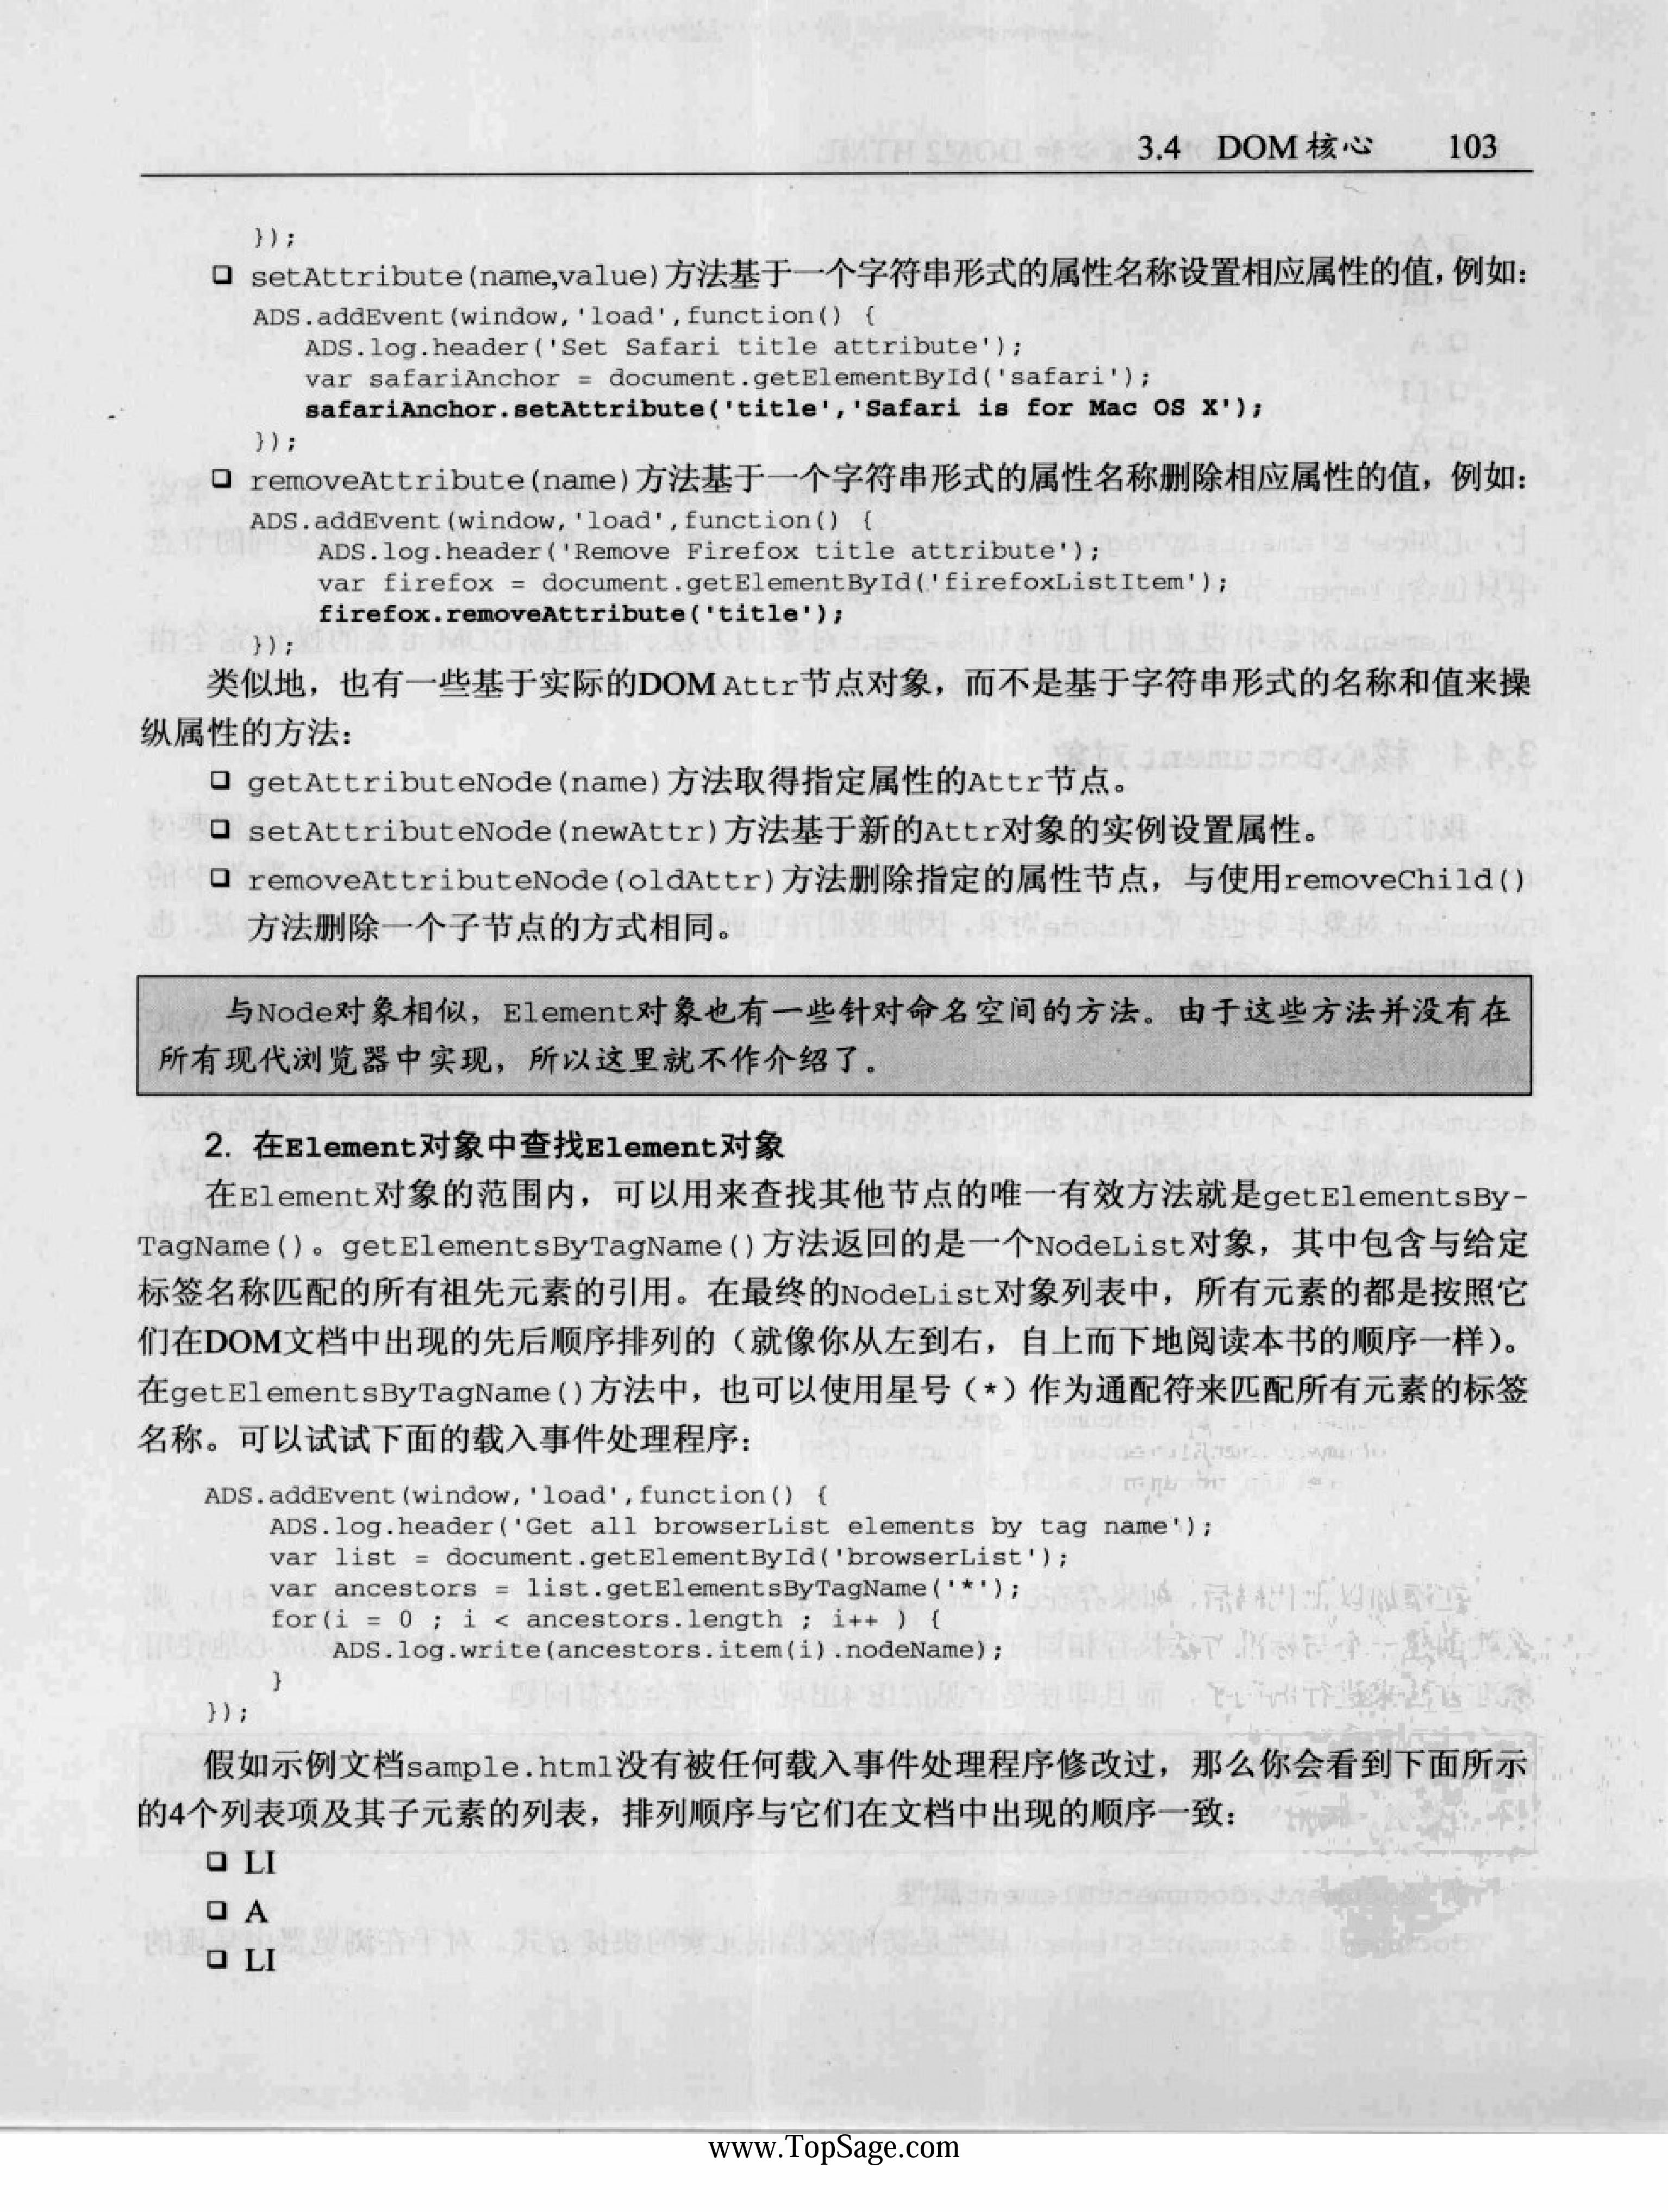 3.4 DOM 核心 103
});
❑ setAttribute(name,value)方法基于一个字符串形式的属性名称设置相应属性的值，例如：
ADS.addEvent(window,'load',function() {
ADS.log.header('Set Safari title attribute');
var safariAnchor = document.getElementById('safari');
safariAnchor.setAttribute('title','Safari is for Mac OS X');
});
❑ removeAttribute(name)方法基于一个字符串形式的属性名称删除相应属性的值，例如：
ADS.addEvent(window,'load',function() {
ADS.log.header('Remove Firefox title attribute');
var firefox = document.getElementById('firefoxListItem');
firefox.removeAttribute('title');
});
类似地，也有一些基于实际的DOM Attr节点对象，而不是基于字符串形式的名称和值来操
纵属性的方法：
❑ getAttributeNode(name)方法取得指定属性的Attr节点。
❑ setAttributeNode(newAttr)方法基于新的Attr对象的实例设置属性。
❑ removeAttributeNode(oldAttr)方法删除指定的属性节点，与使用removeChild()
方法删除一个子节点的方式相同。
与Node对象相似，Element对象也有一些针对命名空间的方法。由于这些方法并没有在
所有现代浏览器中实现，所以这里就不作介绍了。
2. 在Element对象中查找Element对象
在Element对象的范围内，可以用来查找其他节点的唯一有效方法就是getElementsBy-
TagName()。getElementsByTagName()方法返回的是一个NodeList对象，其中包含与给定
标签名称匹配的所有祖先元素的引用。在最终的NodeList对象列表中，所有元素的都是按照它
们在DOM文档中出现的先后顺序排列的（就像你从左到右，自上而下地阅读本书的顺序一样）。
在getElementsByTagName()方法中，也可以使用星号（*）作为通配符来匹配所有元素的标签
名称。可以试试下面的载入事件处理程序：
ADS.addEvent(window,'load',function() {
ADS.log.header('Get all browserList elements by tag name');
var list = document.getElementById('browserList');
var ancestors = list.getElementsByTagName('*');
for(i = 0 ; i < ancestors.length ; i++ ) {
ADS.log.write(ancestors.item(i).nodeName);
}
});
假如示例文档sample.html没有被任何载入事件处理程序修改过，那么你会看到下面所示
的4个列表项及其子元素的列表，排列顺序与它们在文档中出现的顺序一致：
❑ LI
❑ A
❑ LI
www.TopSage.com